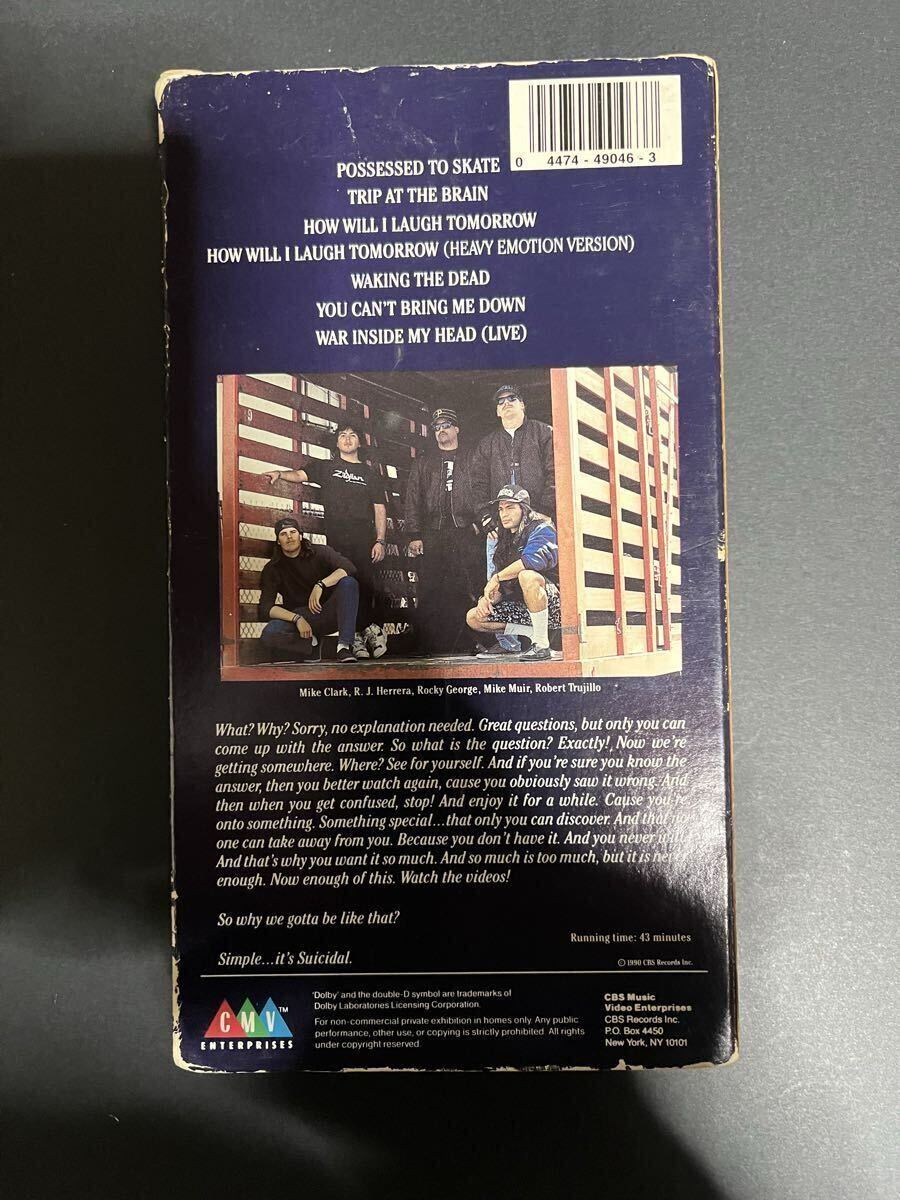 0 4474 - 49046 - 3
POSSESSED TO SKATE
TRIP AT THE BRAIN
HOW WILL I LAUGH TOMORROW
HOW WILL I LAUGH TOMORROW (HEAVY EMOTION VERSION)
WAKING THE DEAD
YOU CAN'T BRING ME DOWN
WAR INSIDE MY HEAD (LIVE)
Zildjian
Mike Clark, R. J. Herrera, Rocky George, Mike Muir, Robert Trujillo
What? Why? Sorry, no explanation needed. Great questions, but only you can
come up with the answer. So what is the question? Exactly! Now we're
getting somewhere. Where? See for yourself. And if you're sure you know the
answer, then you better watch again, cause you obviously saw it wrong. And
then when you get confused, stop! And enjoy it for a while. Cause you're
onto something. Something special...that only you can discover. And that no
one can take away from you. Because you don't have it. And you never
And that's why you want it so much. And so much is too much, but it is never
enough. Now enough of this. Watch the videos!
So why we gotta be like that?
Simple...it's Suicidal.
Running time: 43 minutes
© 1990 CBS Records Inc.
CMV™
ENTERPRISES
'Dolby' and the double-D symbol are trademarks of
Dolby Laboratories Licensing Corporation.
For non-commercial private exhibition in homes only. Any public
performance, other use, or copying is strictly prohibited. All rights
under copyright reserved.
CBS Music
Video Enterprises
CBS Records Inc.
P.O. Box 4450
New York, NY 10101